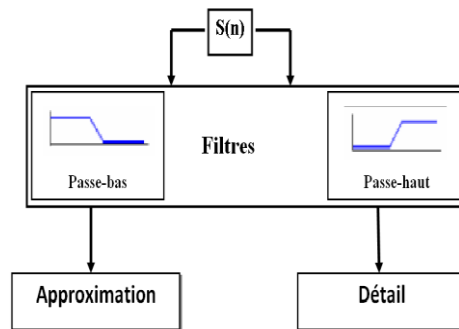 S(n)
Filtres
Passe-bas
Passe-haut
Approximation
Détail